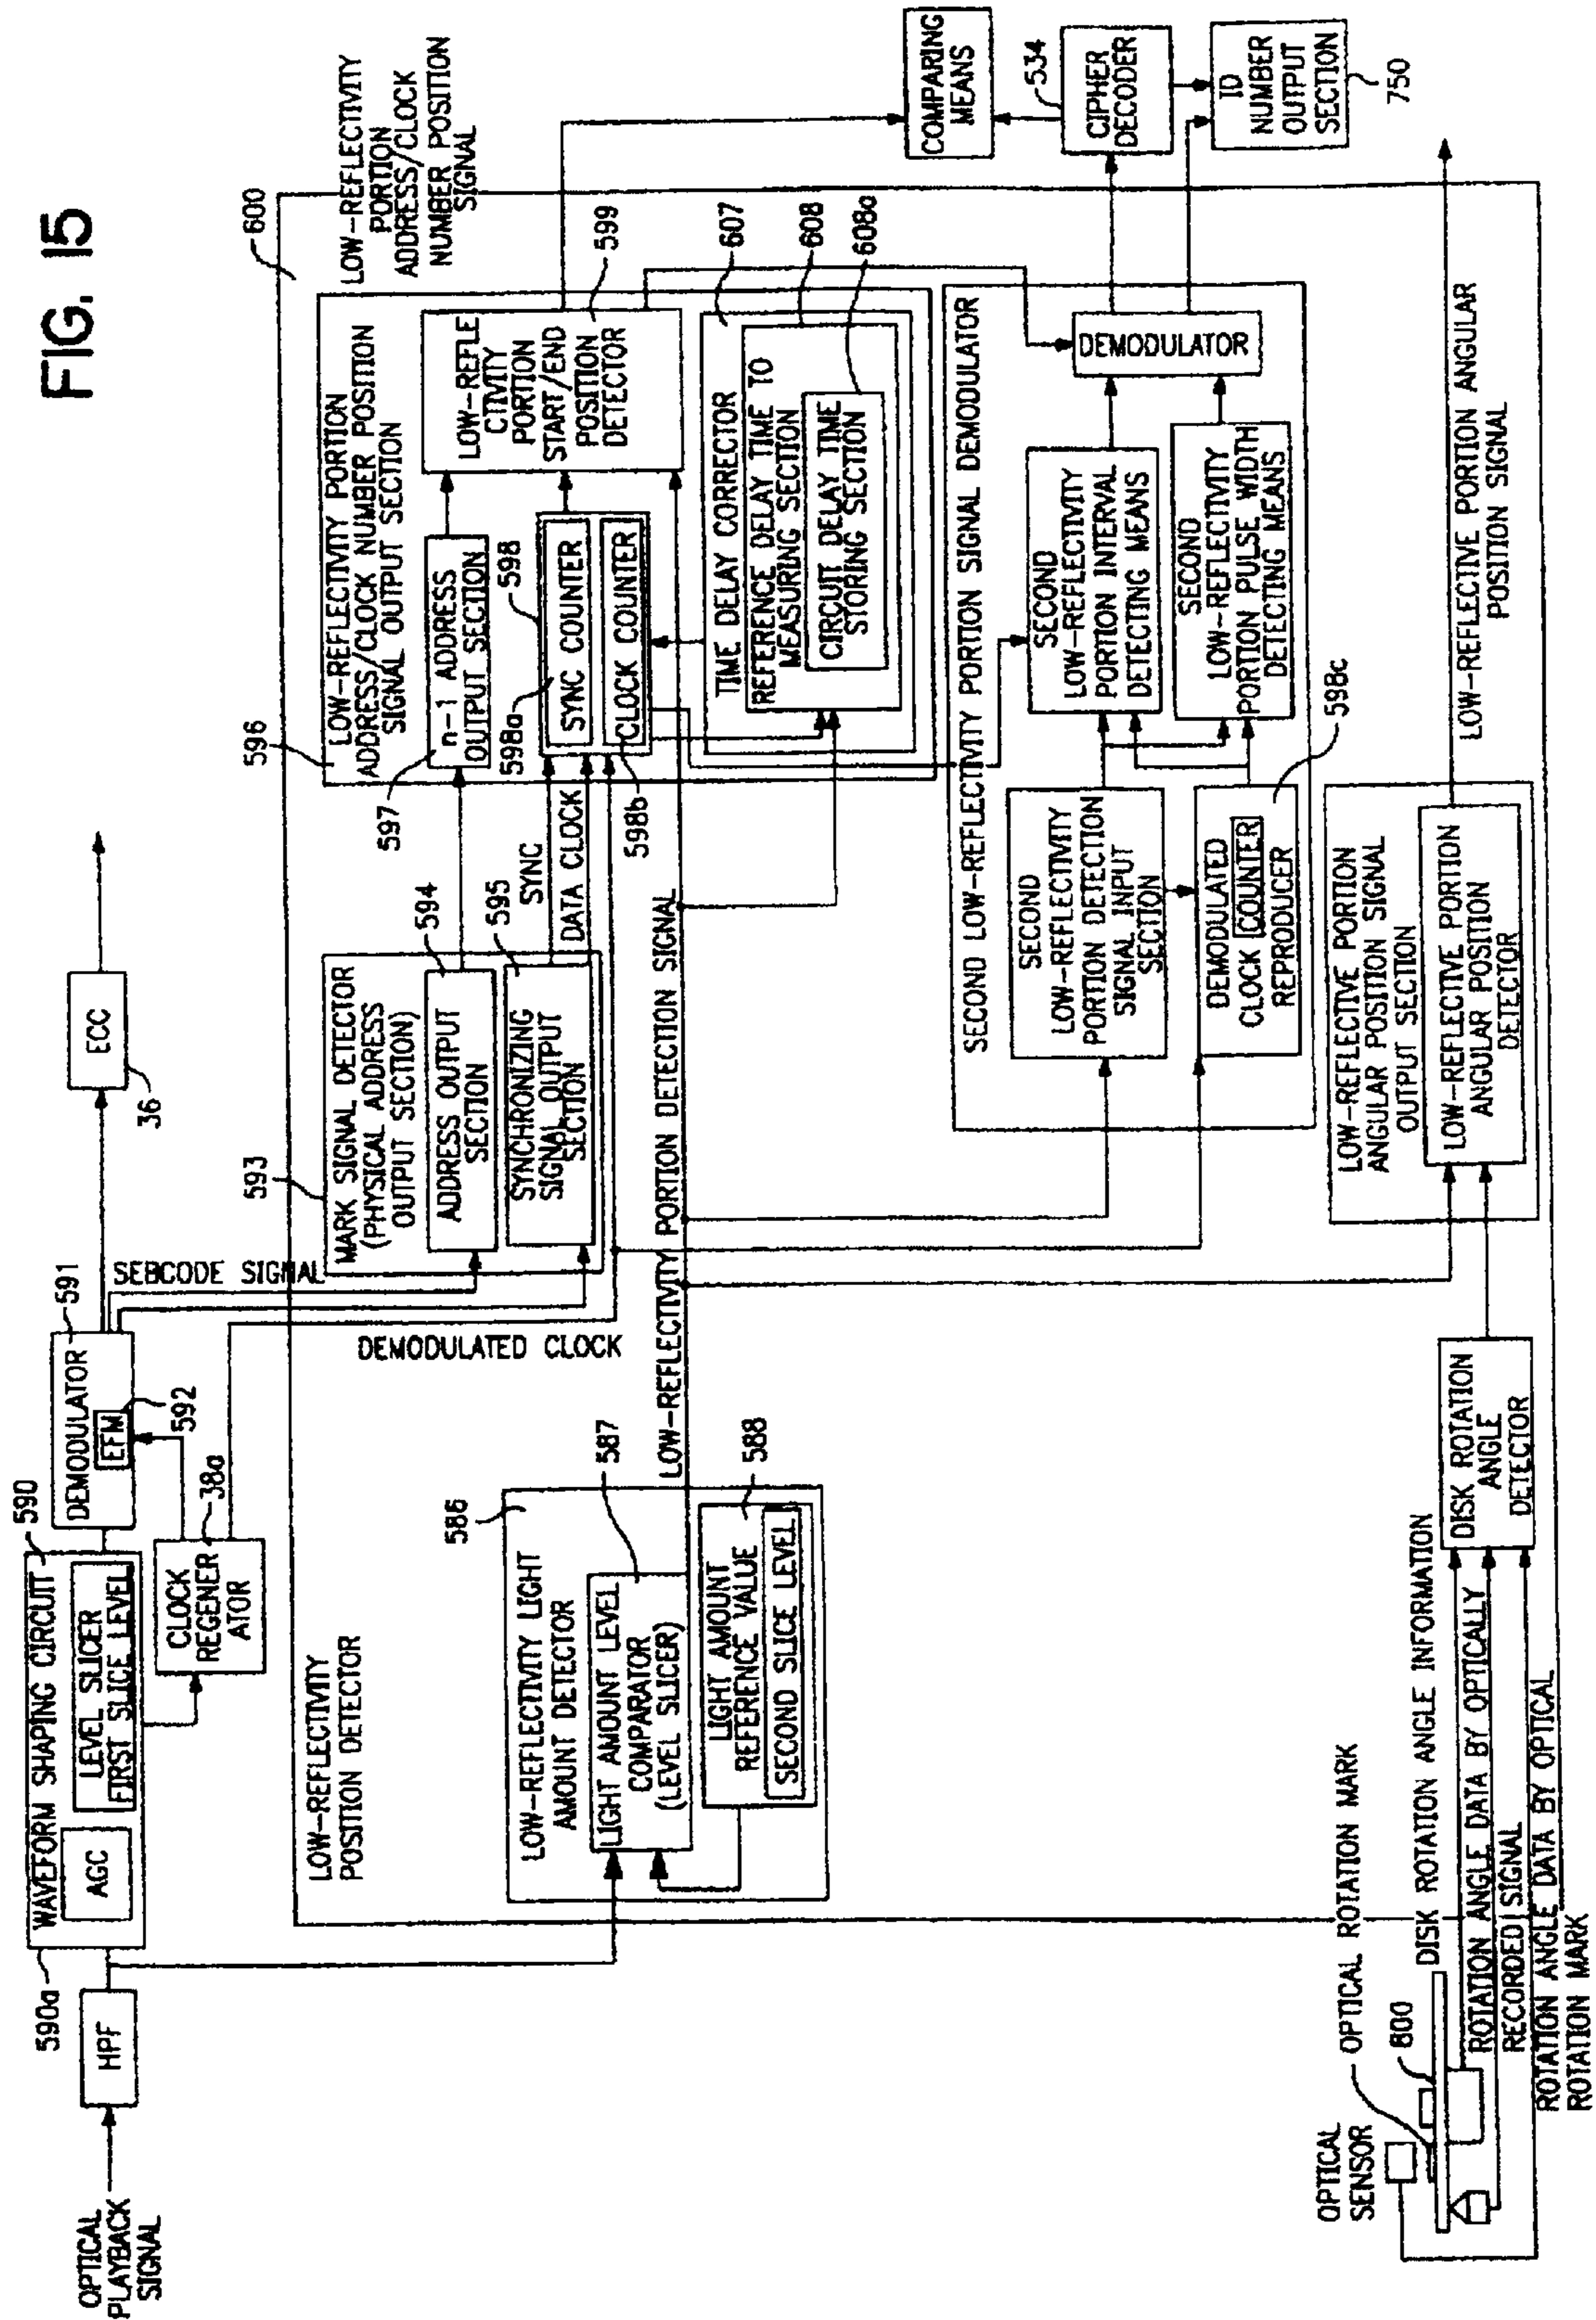 FIG. 15
OPTICAL
PLAYBACK
SIGNAL
HPF
590a
WAVEFORM SHAPING CIRCUIT
590
AGC
LEVEL SLICER
FIRST SLICE LEVEL
CLOCK
REGENER
ATOR
38a
DEMODULATOR
591
EFM
592
ECC
36
SEBCODE SIGNAL
DEMODULATED CLOCK
LOW-REFLECTIVITY
POSITION DETECTOR
600
LOW-REFLECTIVITY
PORTION
ADDRESS/CLOCK
NUMBER POSITION
SIGNAL
LOW-REFLECTIVITY LIGHT
AMOUNT DETECTOR
586
LIGHT AMOUNT LEVEL
COMPARATOR
(LEVEL SLICER)
587
LIGHT AMOUNT
REFERENCE VALUE
588
SECOND SLICE LEVEL
LOW-REFLECTIVITY PORTION DETECTION SIGNAL
593
MARK SIGNAL DETECTOR
(PHYSICAL ADDRESS
OUTPUT SECTION)
594
ADDRESS OUTPUT
SECTION
595
SYNCHRONIZING
SIGNAL OUTPUT
SECTION
SYNC
DATA CLOCK
596
LOW-REFLECTIVITY PORTION
ADDRESS/CLOCK NUMBER POSITION
SIGNAL OUTPUT SECTION
597
n-1 ADDRESS
OUTPUT SECTION
598
598a
SYNC COUNTER
CLOCK COUNTER
598b
LOW-REFLE
CTIVITY
PORTION
START/END
POSITION
DETECTOR
599
TIME DELAY CORRECTOR
607
REFERENCE DELAY TIME TO
MEASURING SECTION
608
CIRCUIT DELAY TIME
STORING SECTION
608a
COMPARING
MEANS
CIPHER
DECODER
534
ID
NUMBER
OUTPUT
SECTION
750
SECOND LOW-REFLECTIVITY PORTION SIGNAL DEMODULATOR
SECOND
LOW-REFLECTIVITY
PORTION DETECTION
SIGNAL INPUT
SECTION
DEMODULATED
CLOCK COUNTER
REPRODUCER
598c
SECOND
LOW-REFLECTIVITY
PORTION INTERVAL
DETECTING MEANS
SECOND
LOW-REFLECTIVITY
PORTION PULSE WIDTH
DETECTING MEANS
DEMODULATOR
LOW-REFLECTIVE PORTION
ANGULAR POSITION SIGNAL
OUTPUT SECTION
LOW-REFLECTIVE PORTION
ANGULAR POSITION
DETECTOR
LOW-REFLECTIVE PORTION ANGULAR
POSITION SIGNAL
DISK ROTATION
ANGLE
DETECTOR
OPTICAL
SENSOR
OPTICAL ROTATION MARK
800
DISK ROTATION ANGLE INFORMATION
ROTATION ANGLE DATA BY OPTICALLY
RECORDED SIGNAL
ROTATION ANGLE DATA BY OPTICAL
ROTATION MARK